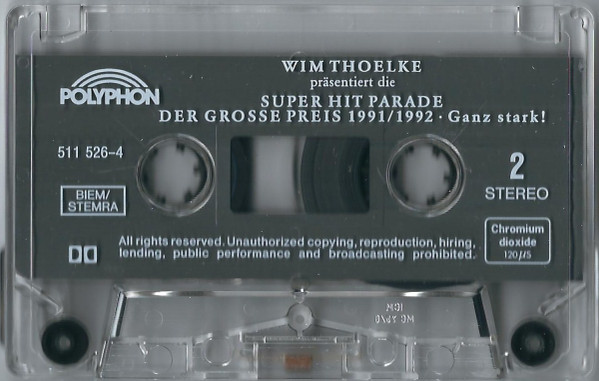 WIM THOELKE
präsentiert die
SUPER HIT PARADE
DER GROSSE PREIS 1991/1992 · Ganz stark!
POLYPHON
511 526-4
2
STEREO
BIEM/
STEMRA
Chromium
dioxide
120µS
All rights reserved. Unauthorized copying, reproduction, hiring,
lending, public performance and broadcasting prohibited.